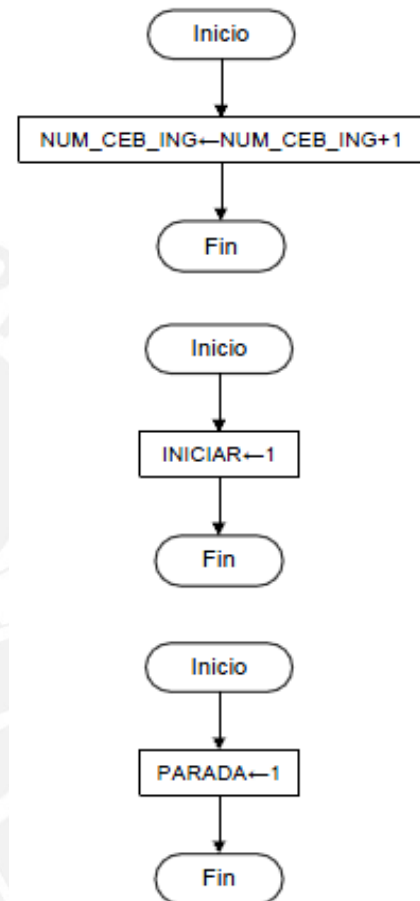 Inicio
NUM_CEB_ING←NUM_CEB_ING+1
Fin
Inicio
INICIAR←1
Fin
Inicio
PARADA←1
Fin